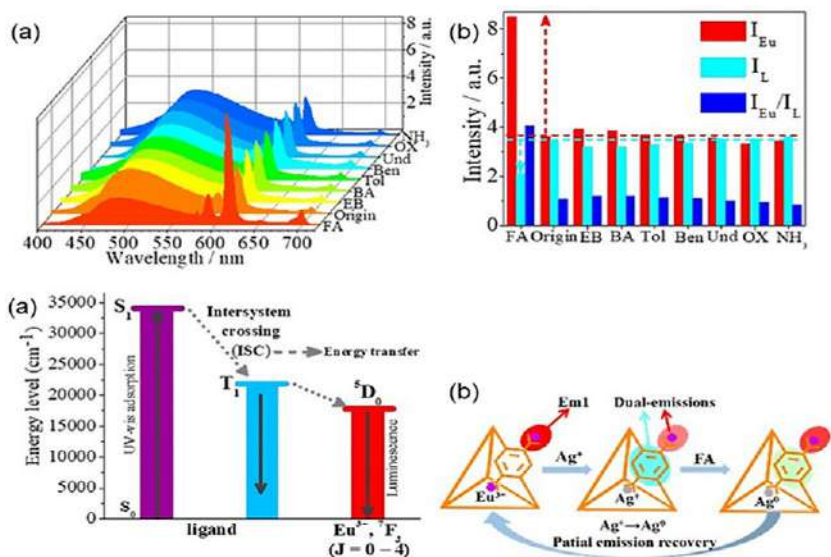 (a)
8
6
4
2
Intensity / a.u.
NH3
OX
Und
Ben
Tol
BA
EB
Origin
FA
400 450 500 550 600 650 700
Wavelength / nm
(b)
8
6
4
2
0
Intensity / a.u.
I_Eu
I_L
I_Eu/I_L
FA Origin EB BA Tol Ben Und OX NH3
(a)
35000
30000
25000
20000
15000
10000
5000
0
Energy level (cm⁻¹)
S1
UV-vis adsorption
S0
Intersystem
crossing
(ISC)
Energy transfer
T1
⁵D0
Luminescence
ligand
Eu³⁺, ⁷FJ
(J = 0 – 4)
(b)
Em1
Dual-emissions
Eu³⁺
Ag⁺
Ag⁺
FA
Ag⁰
Ag⁺→Ag⁰
Patial emission recovery